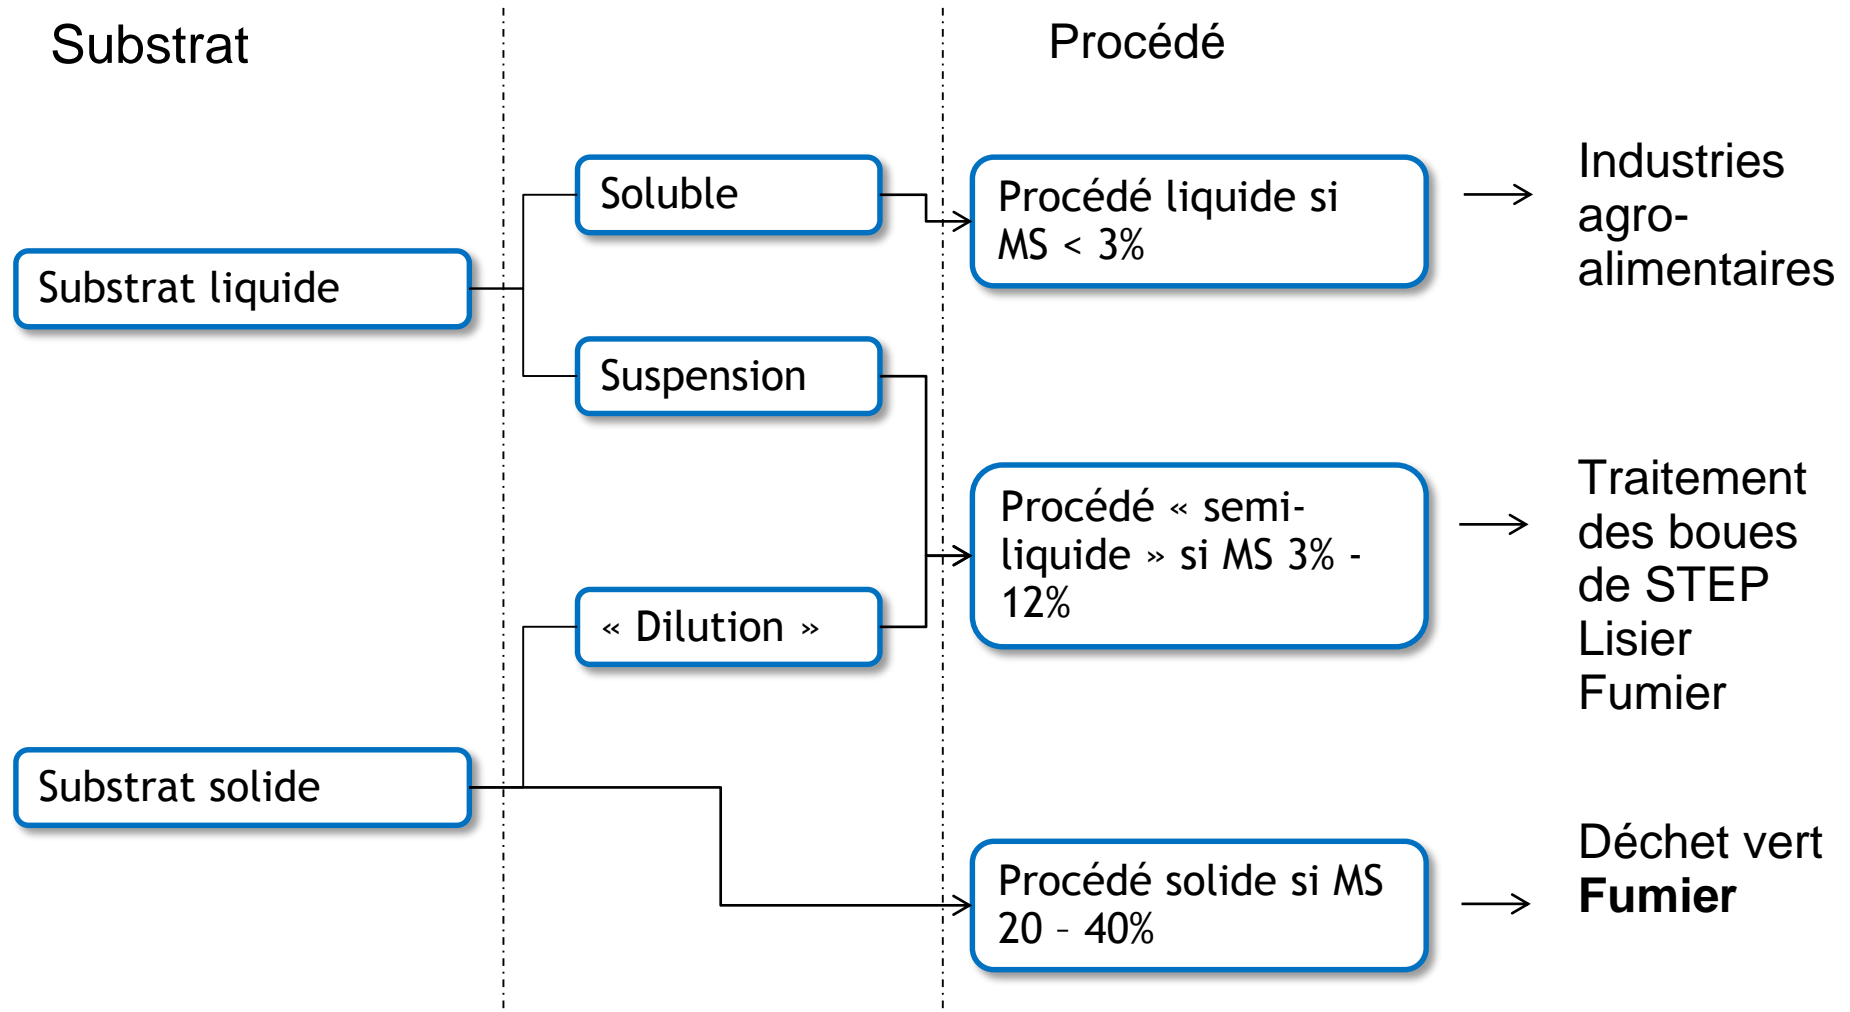 Substrat
Procédé
Soluble
Procédé liquide si
MS < 3%
Industries
agro-
alimentaires
Substrat liquide
Suspension
Procédé « semi-
liquide » si MS 3% -
12%
Traitement
des boues
de STEP
Lisier
Fumier
« Dilution »
Substrat solide
Procédé solide si MS
20 – 40%
Déchet vert
Fumier